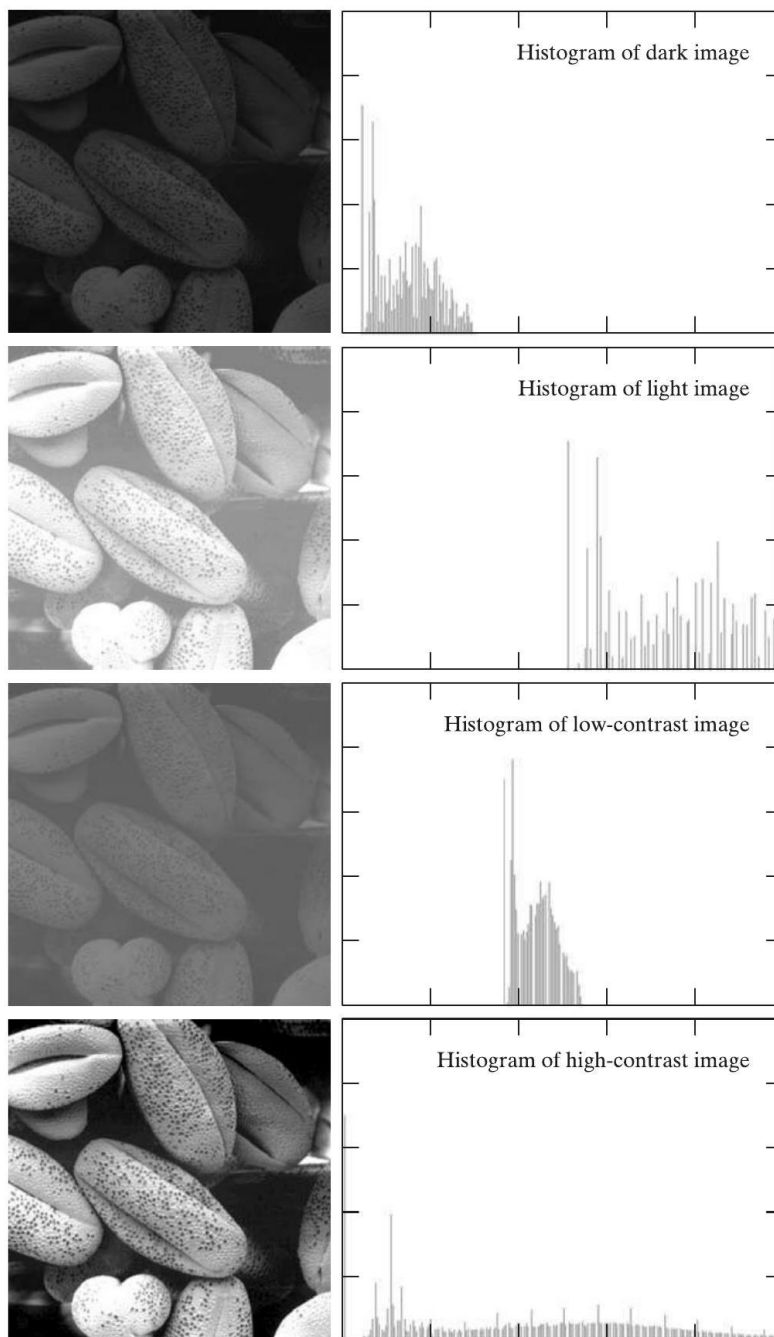 Histogram of dark image
Histogram of light image
Histogram of low-contrast image
Histogram of high-contrast image